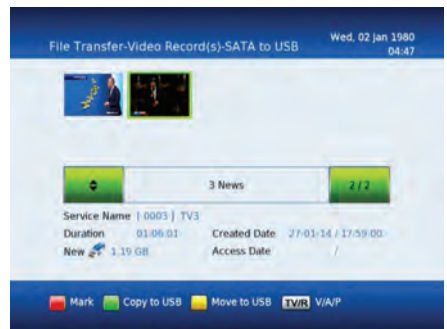 File Transfer-Video Record(s)-SATA to USB
Wed, 02 Jan 1980
04:47
3 News
2 / 2
Service Name [ 0003 ] TV3
Duration 01:06:01 Created Date 27-01-14 / 17:59:00
New 1.19 GB Access Date /
Mark Copy to USB Move to USB TV/R V/A/P